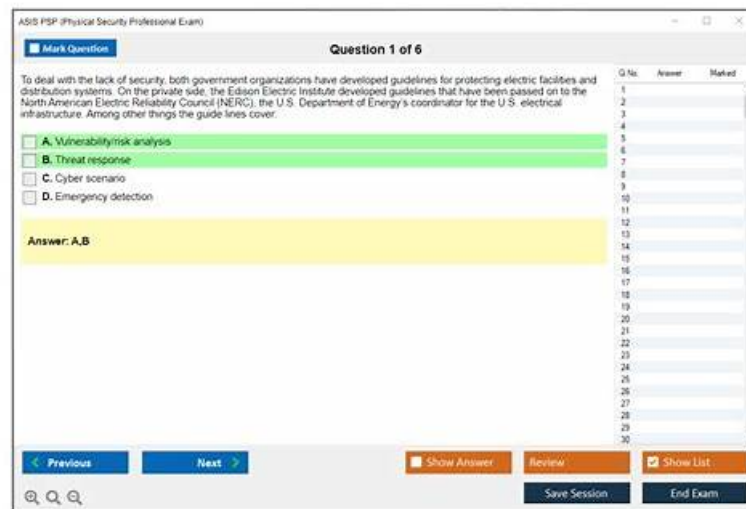 ASIS PSP (Physical Security Professional Exam)
Mark Question
Question 1 of 6
To deal with the lack of security, both government organizations have developed guidelines for protecting electric facilities and
distribution systems. On the private side, the Edison Electric Institute developed guidelines that have been passed on to the
North American Electric Reliability Council (NERC), the U.S. Department of Energy's coordinator for the U.S. electrical
infrastructure. Among other things the guide lines cover:
A. Vulnerability/risk analysis
B. Threat response
C. Cyber scenario
D. Emergency detection
Answer: A,B
Q.No. Answer Marked
1
2
3
4
5
6
7
8
9
10
11
12
13
14
15
16
17
18
19
20
21
22
23
24
25
26
27
28
29
30
Previous Next Show Answer Review Show List
Save Session End Exam